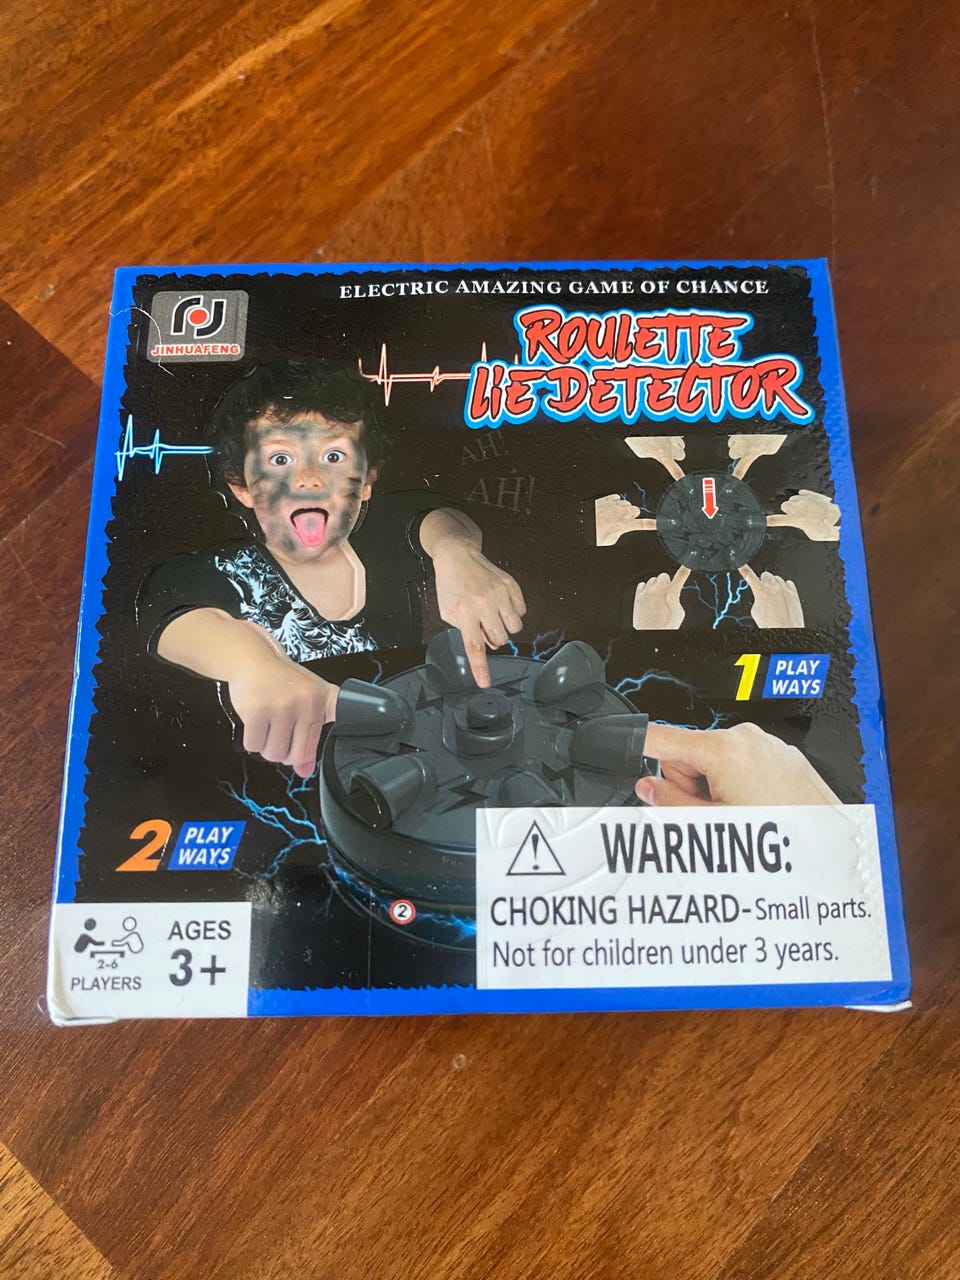 ELECTRIC AMAZING GAME OF CHANCE
JINHUAFENG
ROULETTE
LIE DETECTOR
AH!
AH!
1 PLAY
WAYS
2 PLAY
WAYS
2
2-6
PLAYERS
AGES
3+
WARNING:
CHOKING HAZARD-Small parts.
Not for children under 3 years.